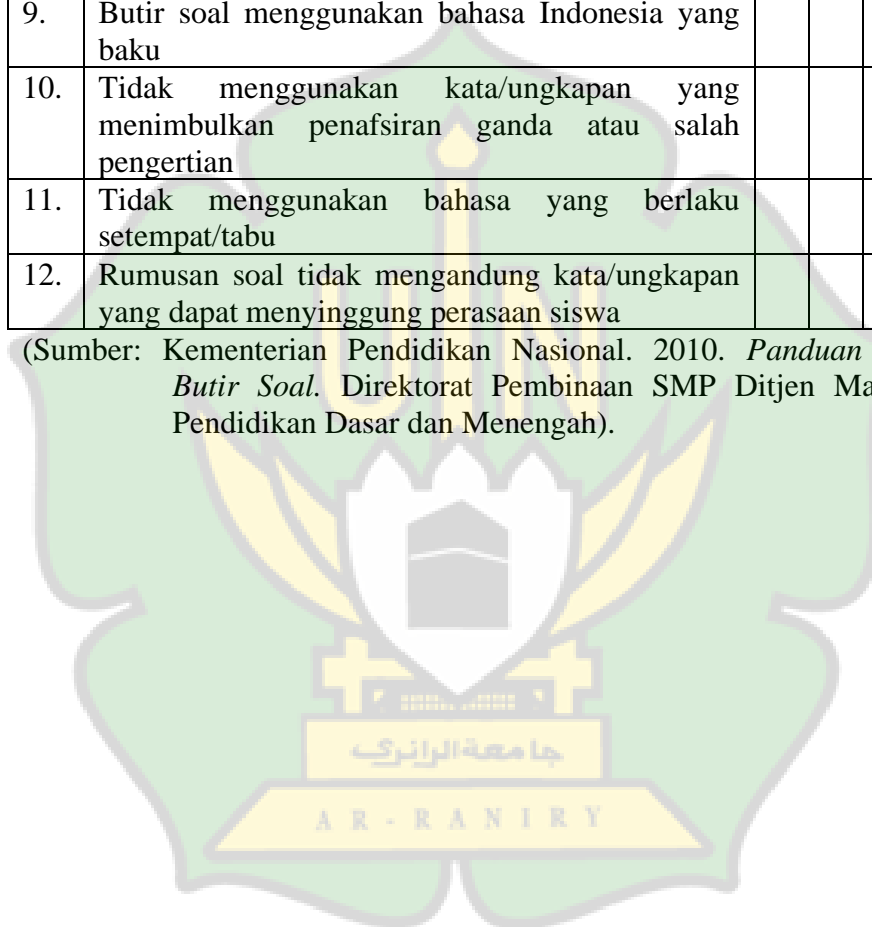 9. Butir soal menggunakan bahasa Indonesia yang
baku
10. Tidak menggunakan kata/ungkapan yang
menimbulkan penafsiran ganda atau salah
pengertian
11. Tidak menggunakan bahasa yang berlaku
setempat/tabu
12. Rumusan soal tidak mengandung kata/ungkapan
yang dapat menyinggung perasaan siswa
(Sumber: Kementerian Pendidikan Nasional. 2010. Panduan
Butir Soal. Direktorat Pembinaan SMP Ditjen Ma
Pendidikan Dasar dan Menengah).
UIN
جامعة الرانري
AR-RANIRY